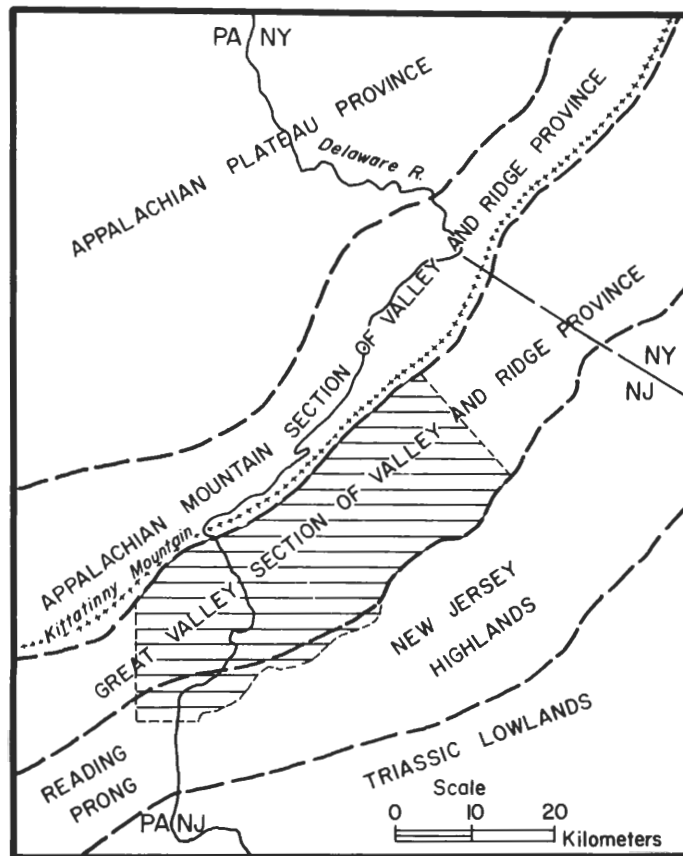 PA NY
APPALACHIAN PLATEAU PROVINCE
Delaware R.
APPALACHIAN MOUNTAIN SECTION OF VALLEY AND RIDGE PROVINCE
Kittatinny Mountain
GREAT VALLEY SECTION OF VALLEY AND RIDGE PROVINCE
NY
NJ
NEW JERSEY
HIGHLANDS
READING
PRONG
TRIASSIC LOWLANDS
PA NJ
Scale
0 10 20
Kilometers